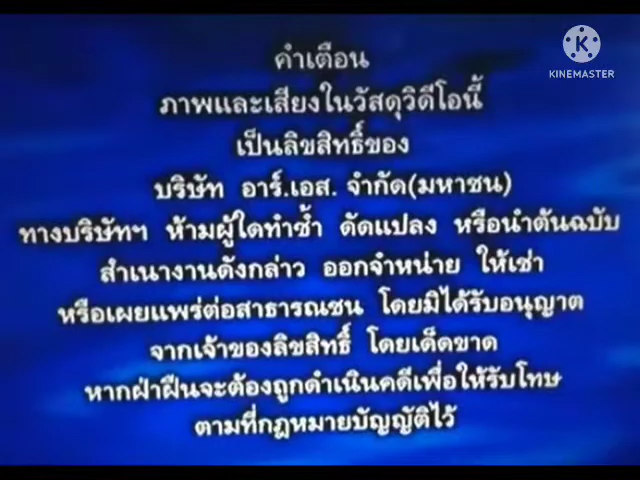 KINEMASTER
คำเตือน
ภาพและเสียงในวัสดุวิดีโอนี้
เป็นลิขสิทธิ์ของ
บริษัท อาร์.เอส. จำกัด(มหาชน)
ทางบริษัทฯ ห้ามผู้ใดทำซ้ำ ดัดแปลง หรือนำต้นฉบับ
สำเนางานดังกล่าว ออกจำหน่าย ให้เช่า
หรือเผยแพร่ต่อสาธารณชน โดยมิได้รับอนุญาต
จากเจ้าของลิขสิทธิ์ โดยเด็ดขาด
หากฝ่าฝืนจะต้องถูกดำเนินคดีเพื่อให้รับโทษ
ตามที่กฎหมายบัญญัติไว้